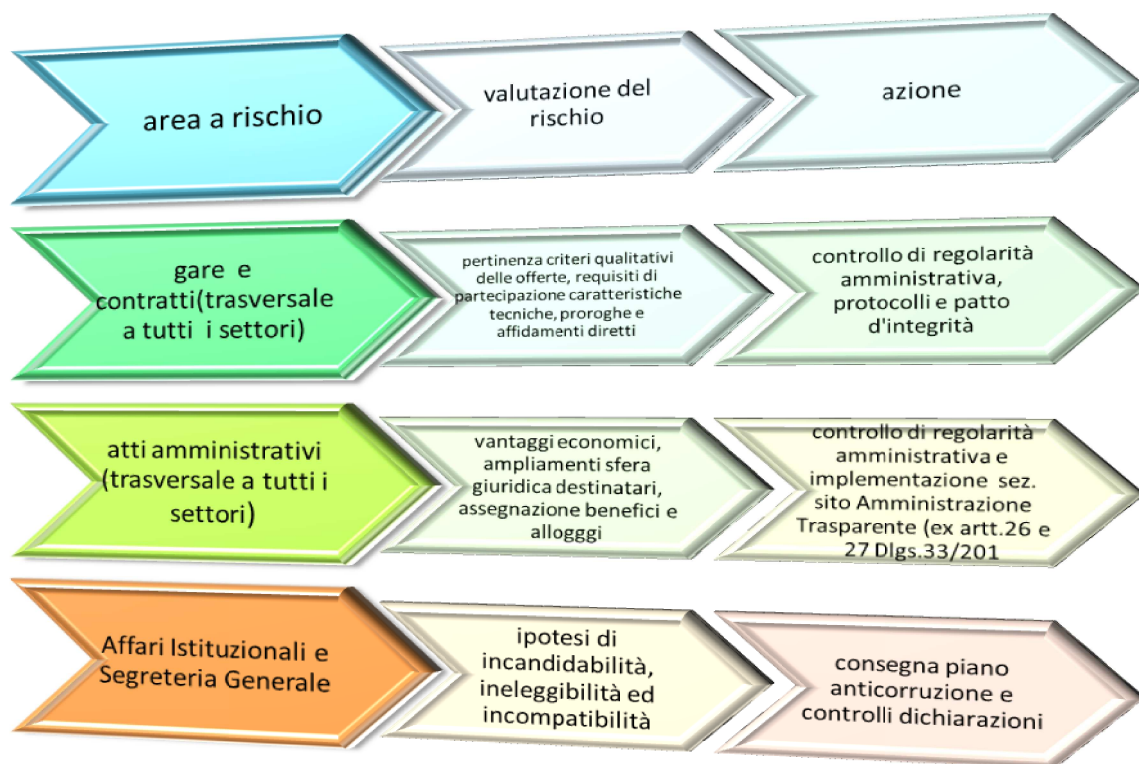 area a rischio
valutazione del
rischio
azione
gare e
contratti(trasversale
a tutti i settori)
pertinenza criteri qualitativi
delle offerte, requisiti di
partecipazione caratteristiche
tecniche, proroghe e
affidamenti diretti
controllo di regolarità
amministrativa,
protocolli e patto
d'integrità
atti amministrativi
(trasversale a tutti i
settori)
vantaggi economici,
ampliamenti sfera
giuridica destinatari,
assegnazione benefici e
allogggi
controllo di regolarità
amministrativa e
implementazione sez.
sito Amministrazione
Trasparente (ex artt.26 e
27 Dlgs.33/201
Affari Istituzionali e
Segreteria Generale
ipotesi di
incandidabilità,
ineleggibilità ed
incompatibilità
consegna piano
anticorruzione e
controlli dichiarazioni